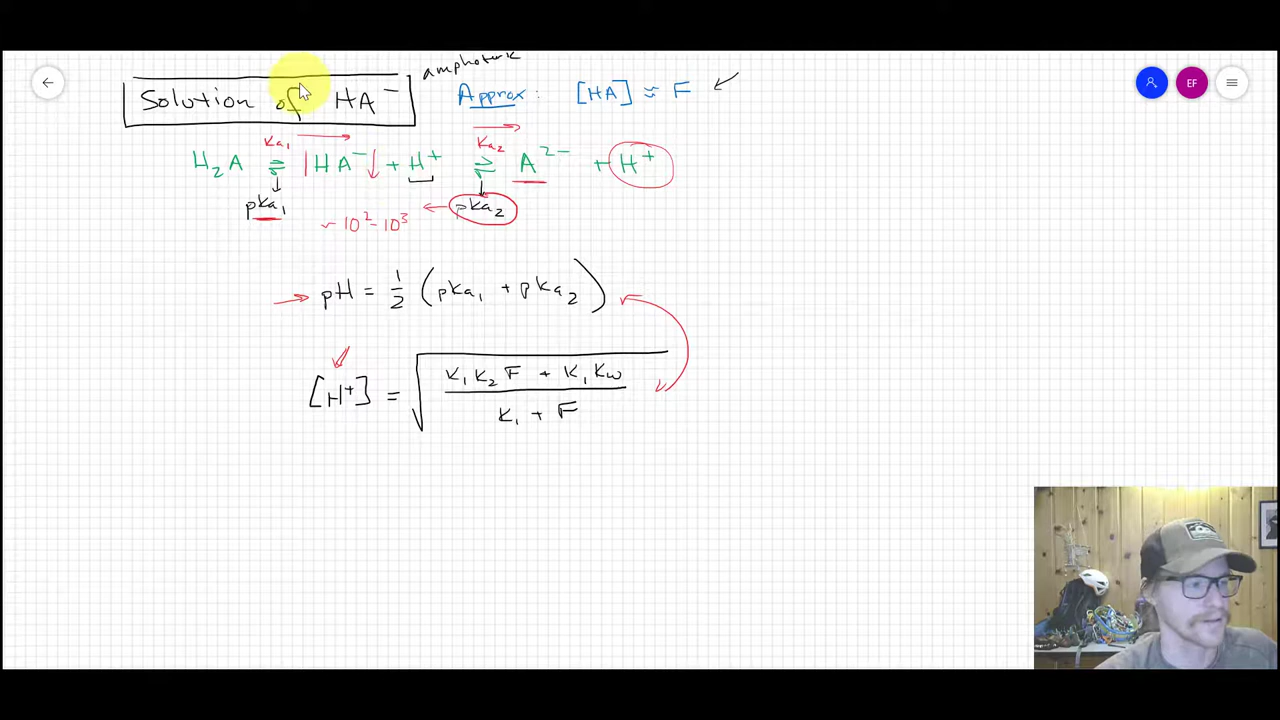 amphoteric
Solution of HA⁻
Approx: [HA] ≈ F
EF
Ka₁ Ka₂
H₂A ⇌ HA⁻ + H⁺ ⇌ A²⁻ + H⁺
pKa₁ pKa₂
~10²-10³
pH = 1/2 (pKa₁ + pKa₂)
[H⁺] = √((K₁K₂F + K₁Kw)/(K₁ + F))